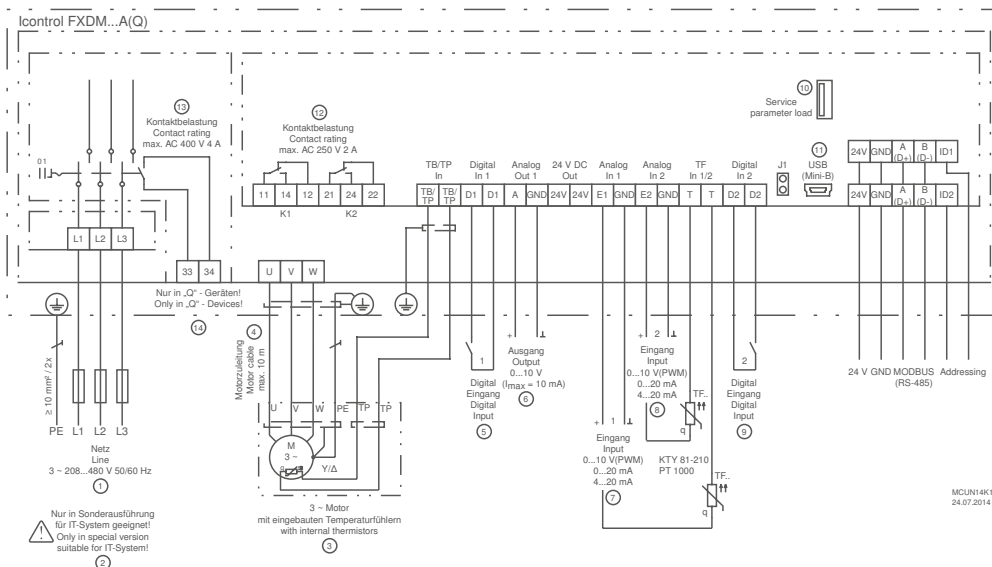 Icontrol FXDM...A(Q)
13
Kontaktbelastung
Contact rating
max. AC 400 V 4 A
0 1
12
Kontaktbelastung
Contact rating
max. AC 250 V 2 A
10
Service
parameter load
TB/TP
In
Digital
In 1
Analog
Out 1
24 V DC
Out
Analog
In 1
Analog
In 2
TF
In 1/2
Digital
In 2
J1
11
USB
(Mini-B)
24V GND A (D+) B (D-) ID1
11 14 12 21 24 22
K1 K2
TB/TP TB/TP D1 D1 A GND 24V 24V E1 GND E2 GND T T D2 D2
24V GND A (D+) B (D-) ID2
L1 L2 L3
33 34
U V W
Nur in „Q“ - Geräten!
Only in "Q" - Devices!
14
4
Motorzuleitung
Motor cable
max. 10 m
≥ 10 mm² / 2x
PE L1 L2 L3
Netz
Line
3 ~ 208...480 V 50/60 Hz
1
Nur in Sonderausführung
für IT-System geeignet!
Only in special version
suitable for IT-System!
2
U V W PE TP TP
M
3 ~
Y/Δ
3 ~ Motor
mit eingebauten Temperaturfühlern
with internal thermistors
3
1
Digital
Eingang
Digital
Input
5
+ ⊥
Ausgang
Output
0...10 V
(Imax = 10 mA)
6
+ 1 ⊥
Eingang
Input
0...10 V(PWM)
0...20 mA
4...20 mA
7
+ 2 ⊥
Eingang
Input
0...10 V(PWM)
0...20 mA
4...20 mA
8
TF..
q
KTY 81-210
PT 1000
TF..
q
2
Digital
Eingang
Digital
Input
9
24 V GND MODBUS Addressing
(RS-485)
MCUN14K1
24.07.2014